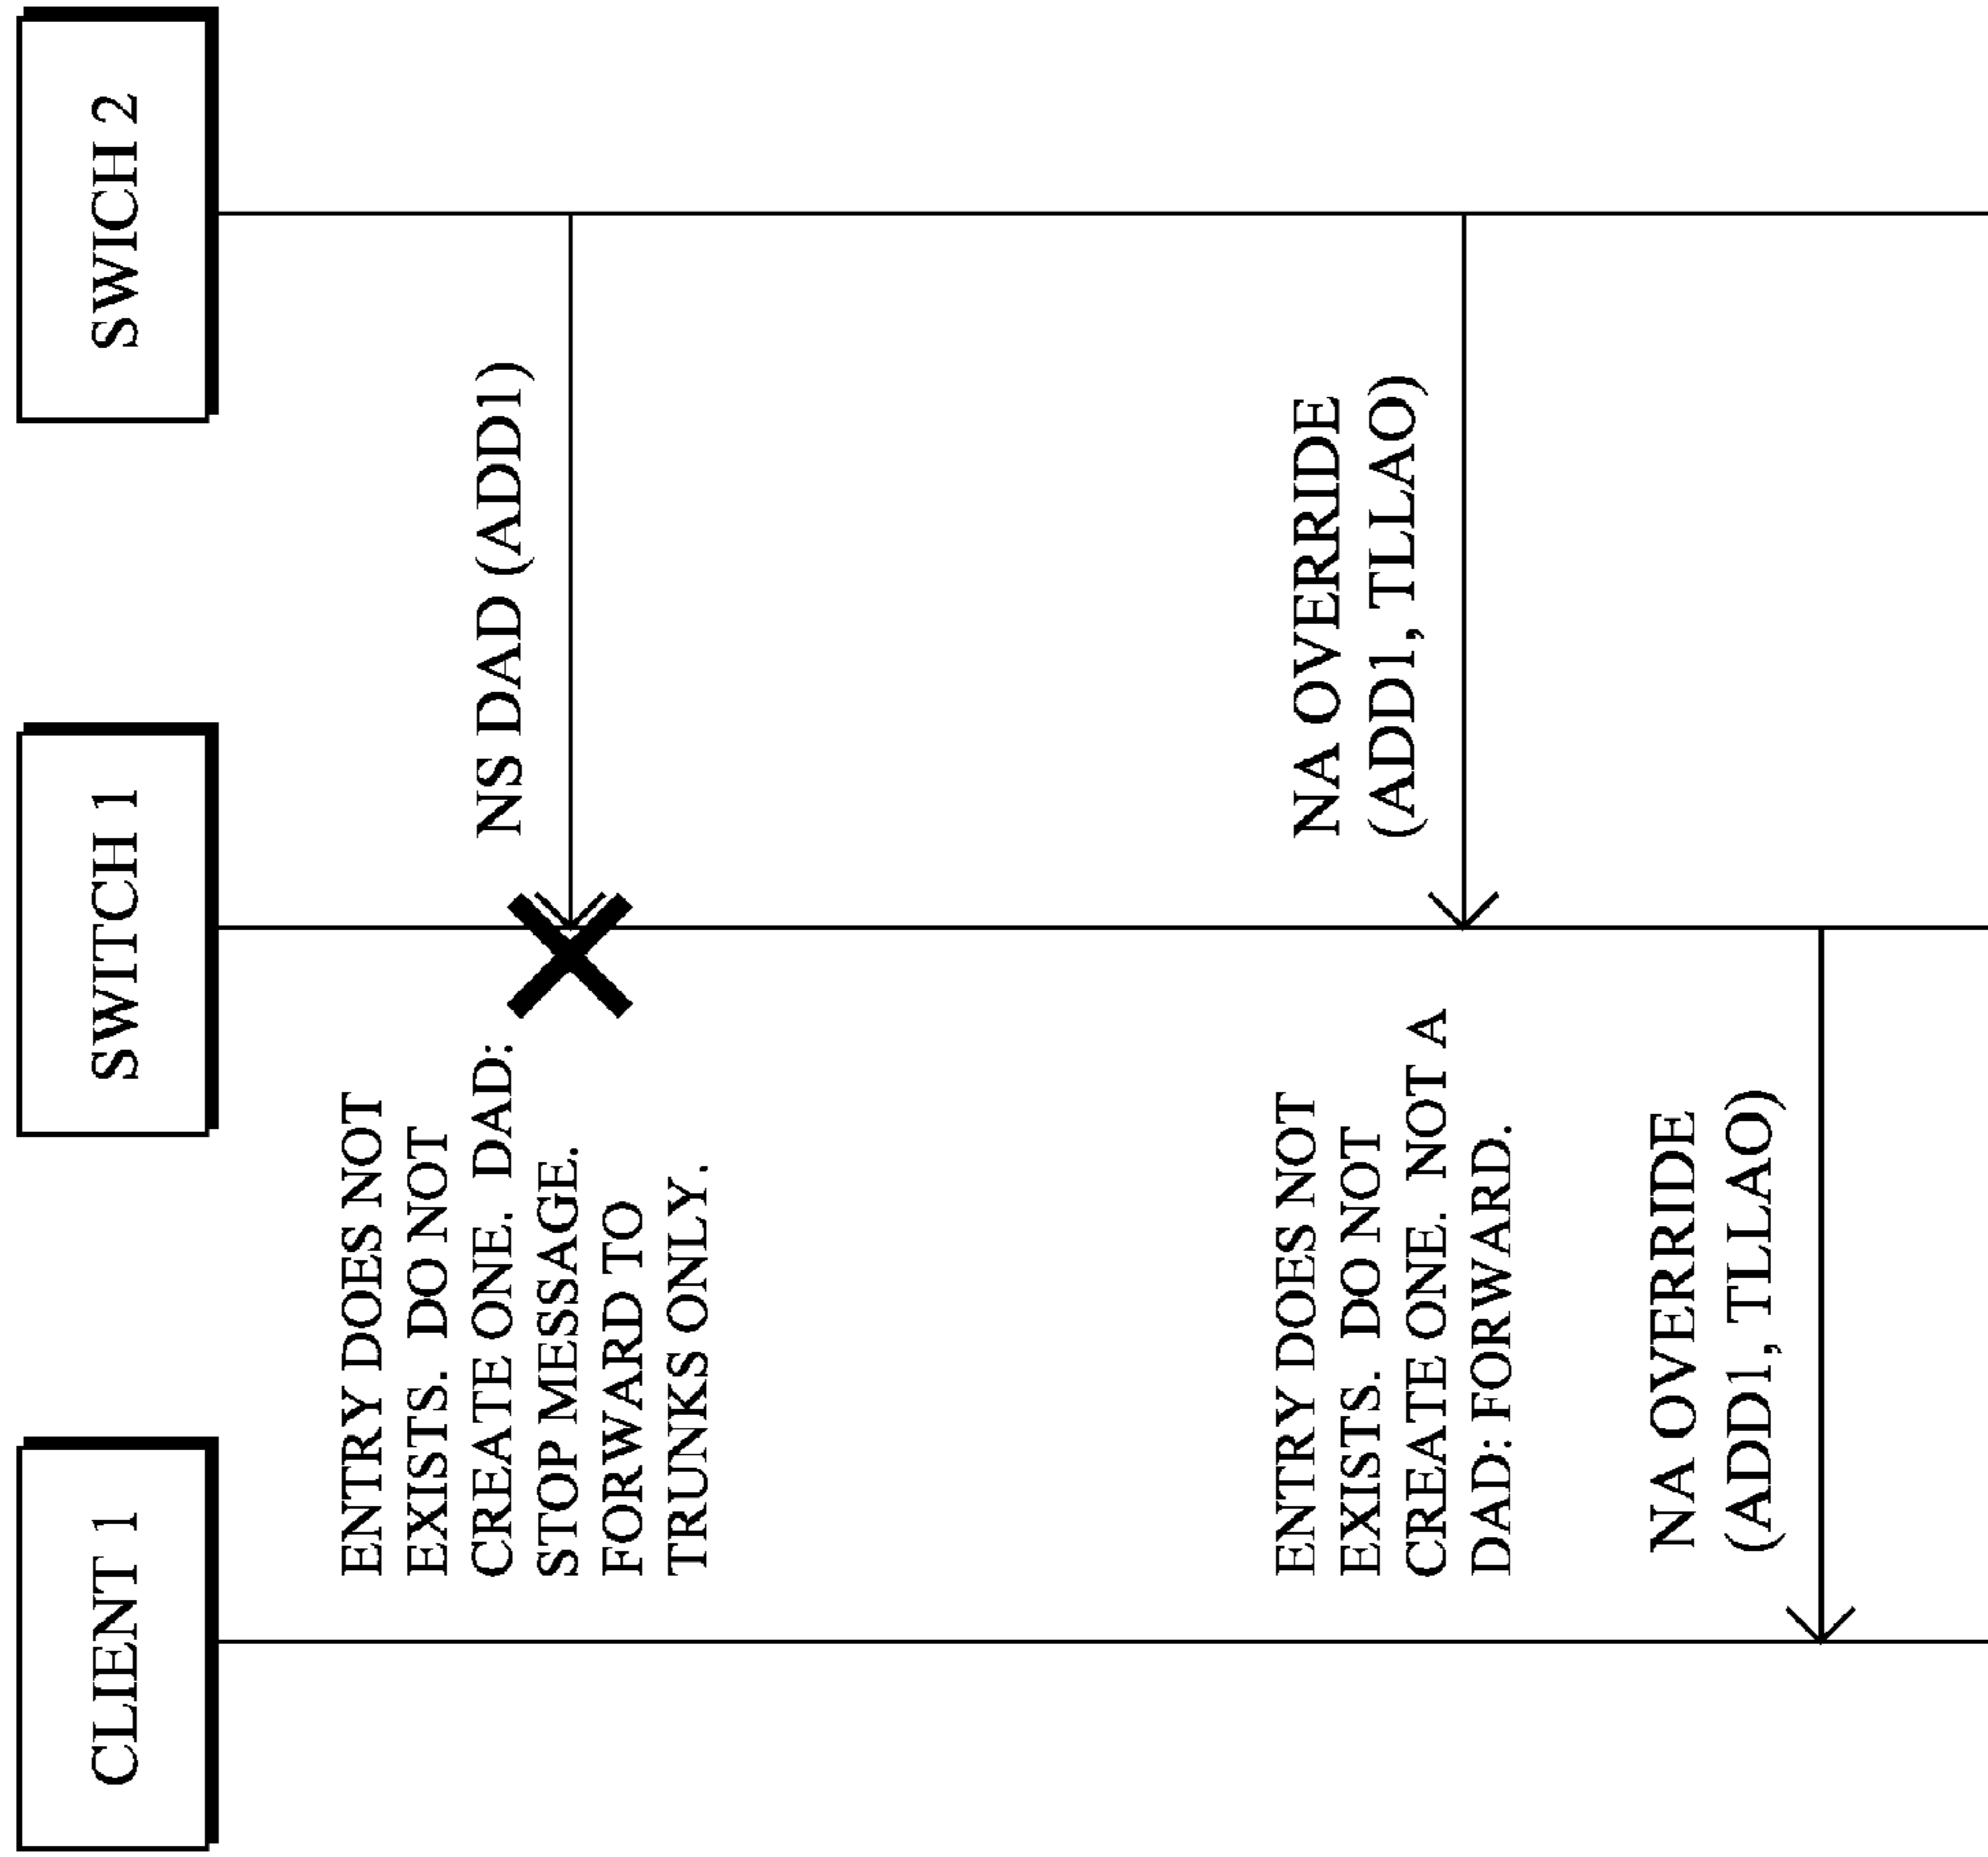 CLIENT 1
SWITCH 1
SWICH 2
ENTRY DOES NOT
EXISTS. DO NOT
CREATE ONE. DAD:
STOP MESSAGE.
FORWARD TO
TRUNKS ONLY.
NS DAD (ADD1)
NA OVERRIDE
(ADD1, TLLAO)
ENTRY DOES NOT
EXISTS. DO NOT
CREATE ONE. NOT A
DAD: FORWARD.
NA OVERRIDE
(ADD1, TLLAO)